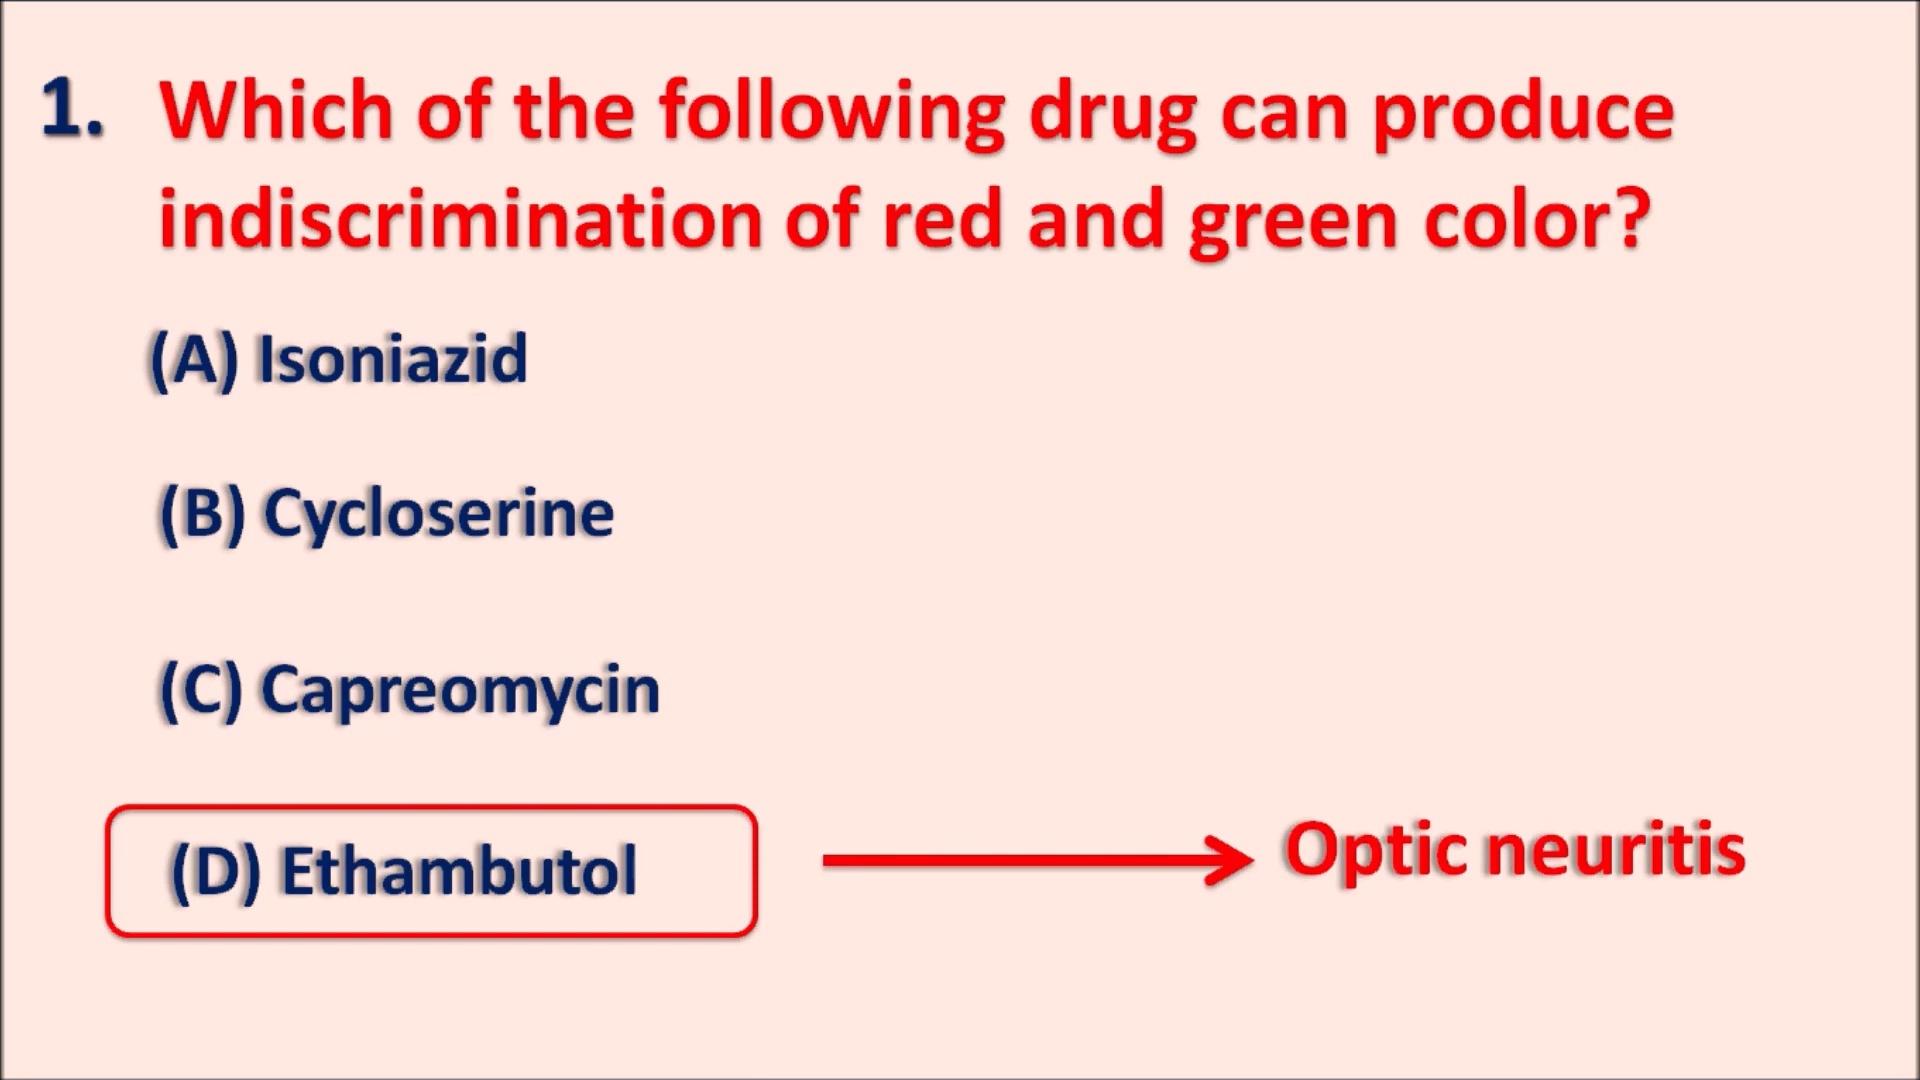 1. Which of the following drug can produce
indiscrimination of red and green color?
(A) Isoniazid
(B) Cycloserine
(C) Capreomycin
(D) Ethambutol
Optic neuritis